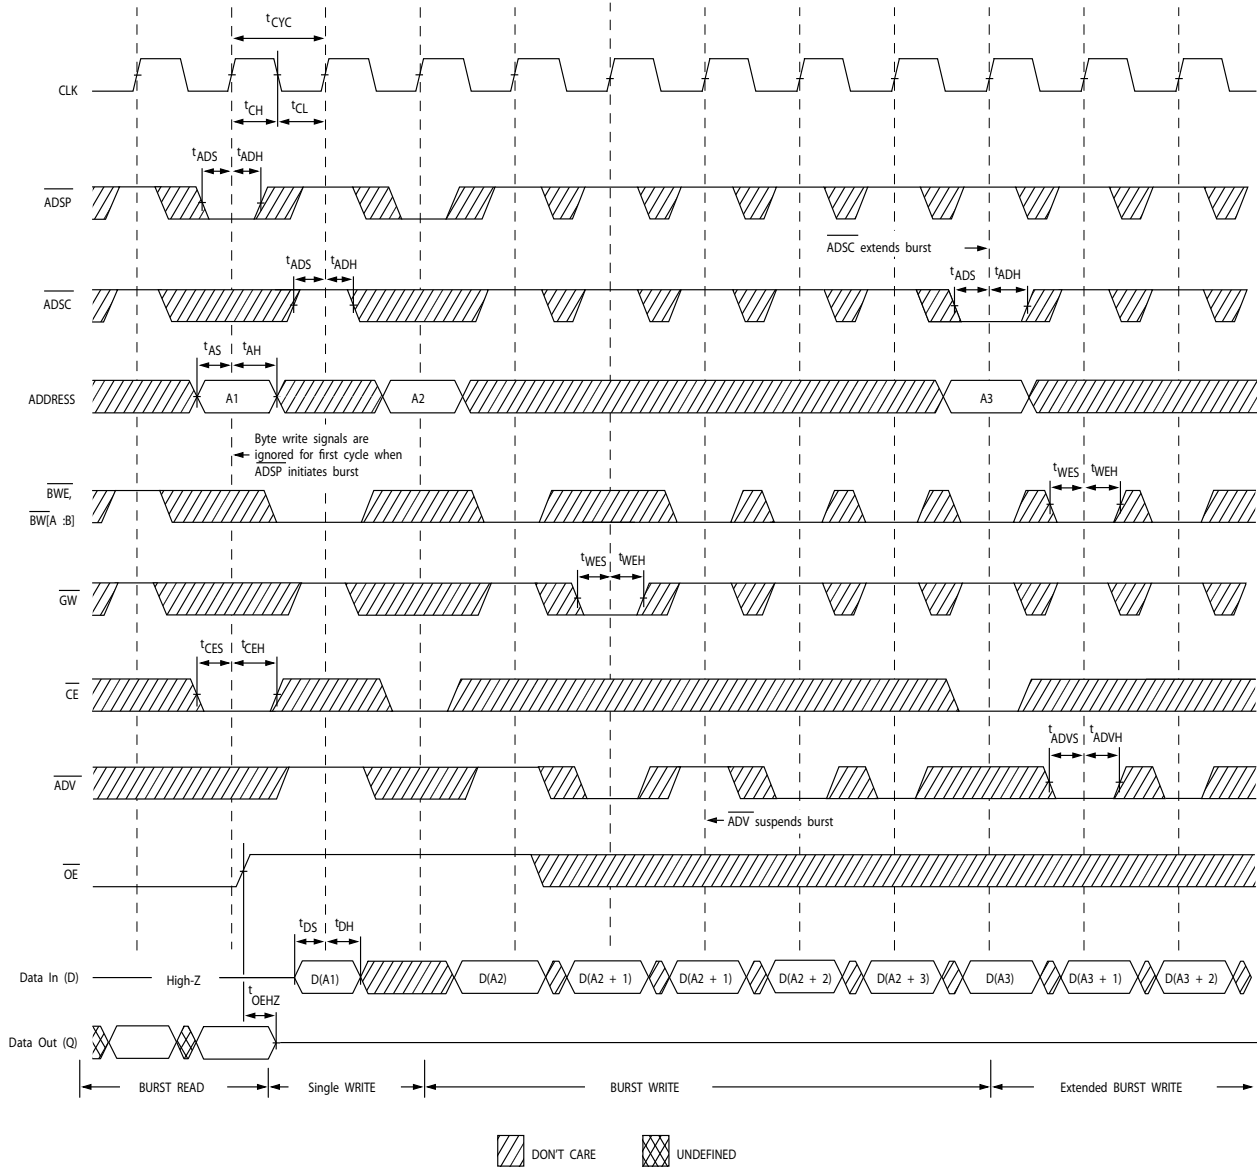 tCYC
CLK
tCH
tCL
tADS
tADH
ADSP
ADSC extends burst
tADS
tADH
tADS
tADH
ADSC
tAS
tAH
ADDRESS
A1
A2
A3
Byte write signals are
ignored for first cycle when
ADSP initiates burst
tWES
tWEH
BWE,
BW[A :B]
tWES
tWEH
GW
tCES
tCEH
CE
tADVS
tADVH
ADV
ADV suspends burst
OE
tDS
tDH
Data In (D)
High-Z
D(A1)
D(A2)
D(A2 + 1)
D(A2 + 1)
D(A2 + 2)
D(A2 + 3)
D(A3)
D(A3 + 1)
D(A3 + 2)
tOEHZ
Data Out (Q)
BURST READ
Single WRITE
BURST WRITE
Extended BURST WRITE
DON'T CARE
UNDEFINED